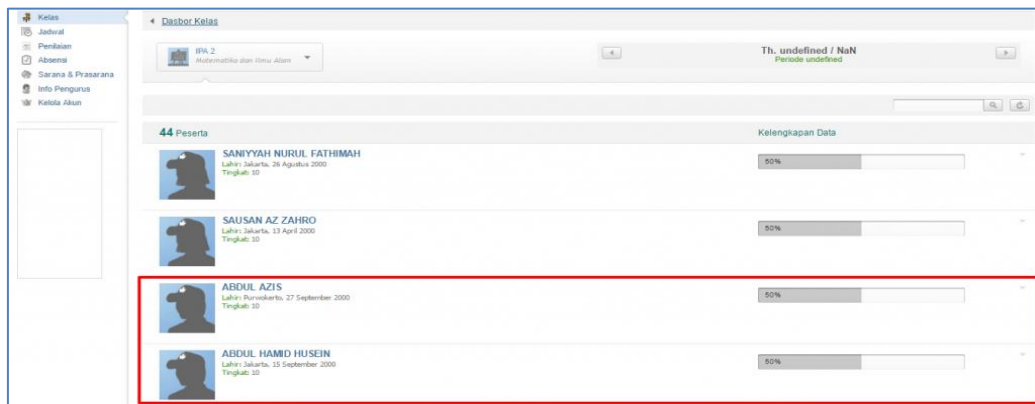 Kelas
Jadwal
Penilaian
Absensi
Sarana & Prasarana
Info Pengurus
Kelola Akun
Dasbor Kelas
IPA 2
Matematika dan Ilmu Alam
Th. undefined / NaN
Periode undefined
44 Peserta
Kelengkapan Data
SANIYYAH NURUL FATHIMAH
Lahir: Jakarta, 26 Agustus 2000
Tingkat: 10
50%
SAUSAN AZ ZAHRO
Lahir: Jakarta, 13 April 2000
Tingkat: 10
50%
ABDUL AZIS
Lahir: Purwokerto, 27 September 2000
Tingkat: 10
50%
ABDUL HAMID HUSEIN
Lahir: Jakarta, 15 September 2000
Tingkat: 10
50%